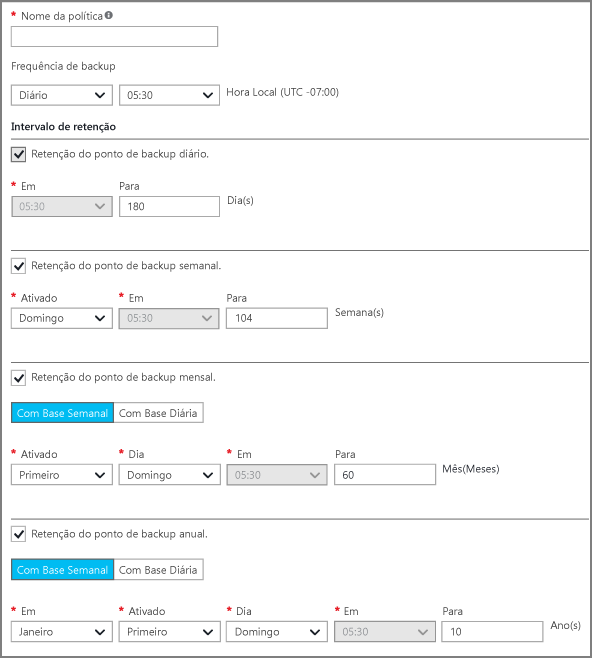 * Nome da política
Frequência de backup
Diário 05:30 Hora Local (UTC -07:00)
Intervalo de retenção
Retenção do ponto de backup diário.
* Em Para
05:30 180 Dia(s)
Retenção do ponto de backup semanal.
* Ativado * Em Para
Domingo 05:30 104 Semana(s)
Retenção do ponto de backup mensal.
Com Base Semanal Com Base Diária
* Ativado * Dia * Em Para
Primeiro Domingo 05:30 60 Mês(Meses)
Retenção do ponto de backup anual.
Com Base Semanal Com Base Diária
* Em * Ativado * Dia * Em Para
Janeiro Primeiro Domingo 05:30 10 Ano(s)